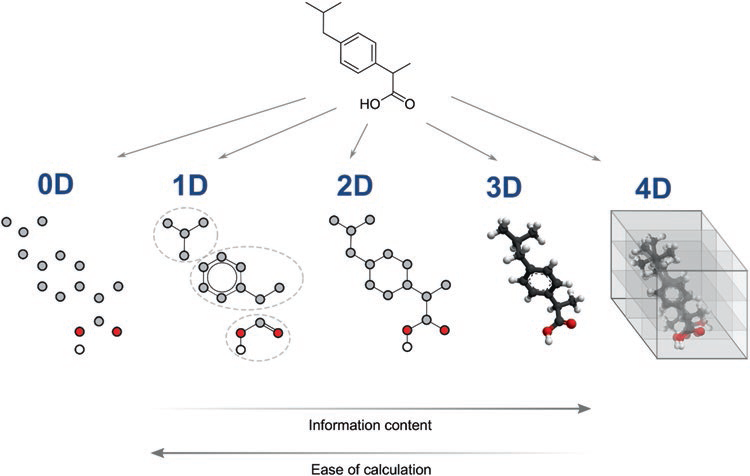 HO
O
0D
1D
2D
3D
4D
Information content
Ease of calculation